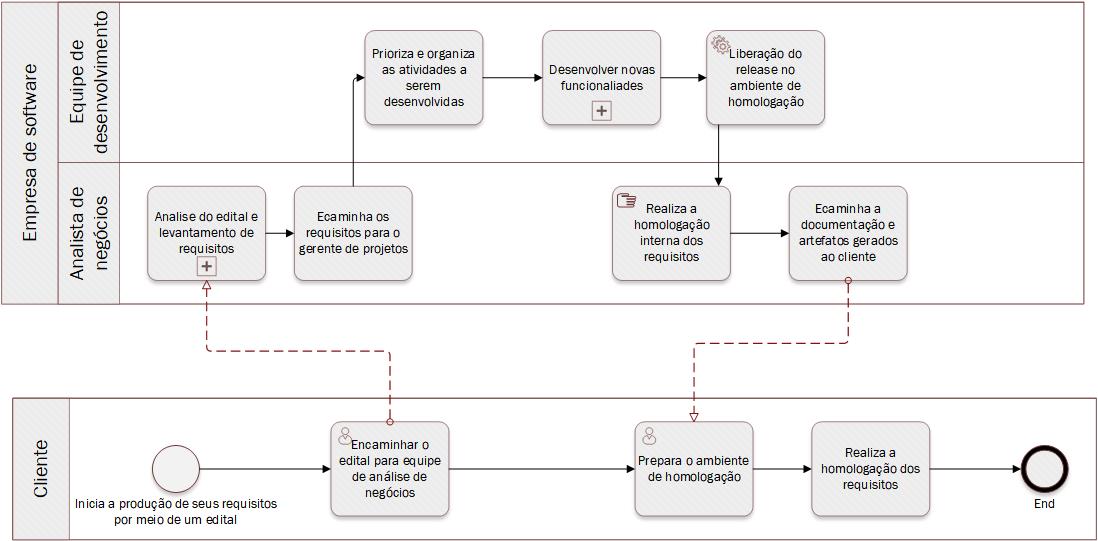 Empresa de software
Equipe de
desenvolvimento
Prioriza e organiza
as atividades a
serem
desenvolvidas
Desenvolver novas
funcionaliades
Liberação do
release no
ambiente de
homologação
Analista de
negócios
Analise do edital e
levantamento de
requisitos
Ecaminha os
requisitos para o
gerente de projetos
Realiza a
homologação
interna dos
requisitos
Ecaminha a
documentação e
artefatos gerados
ao cliente
Cliente
Inicia a produção de seus requisitos
por meio de um edital
Encaminhar o
edital para equipe
de análise de
negócios
Prepara o ambiente
de homologação
Realiza a
homologação dos
requisitos
End